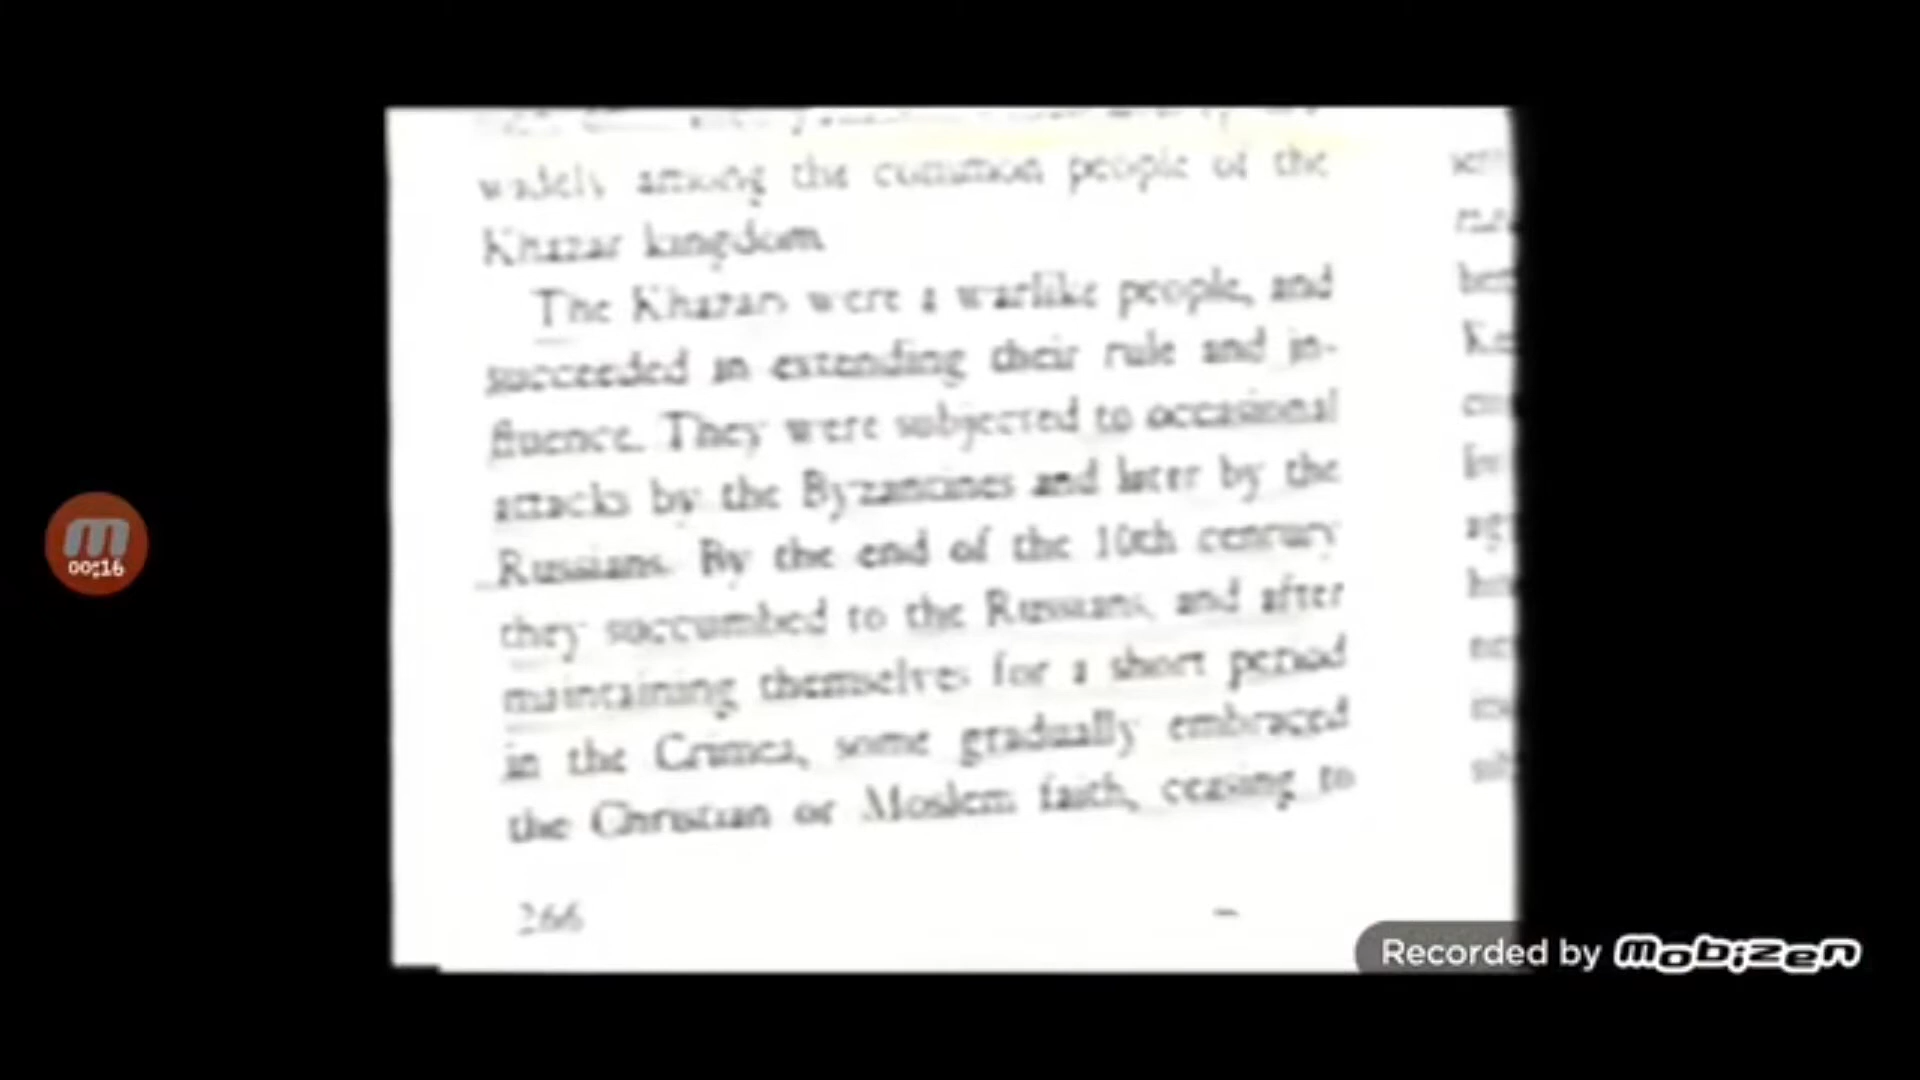 widely among the common people of the
Khazar kingdom.
The Khazars were a warlike people, and
succeeded in extending their rule and in-
fluence. They were subjected to occasional
attacks by the Byzantines and later by the
Russians. By the end of the 10th century
they succumbed to the Russians, and after
maintaining themselves for a short period
in the Crimea, some gradually embraced
the Christian or Moslem faith, ceasing to
266
00:16
Recorded by mobizen